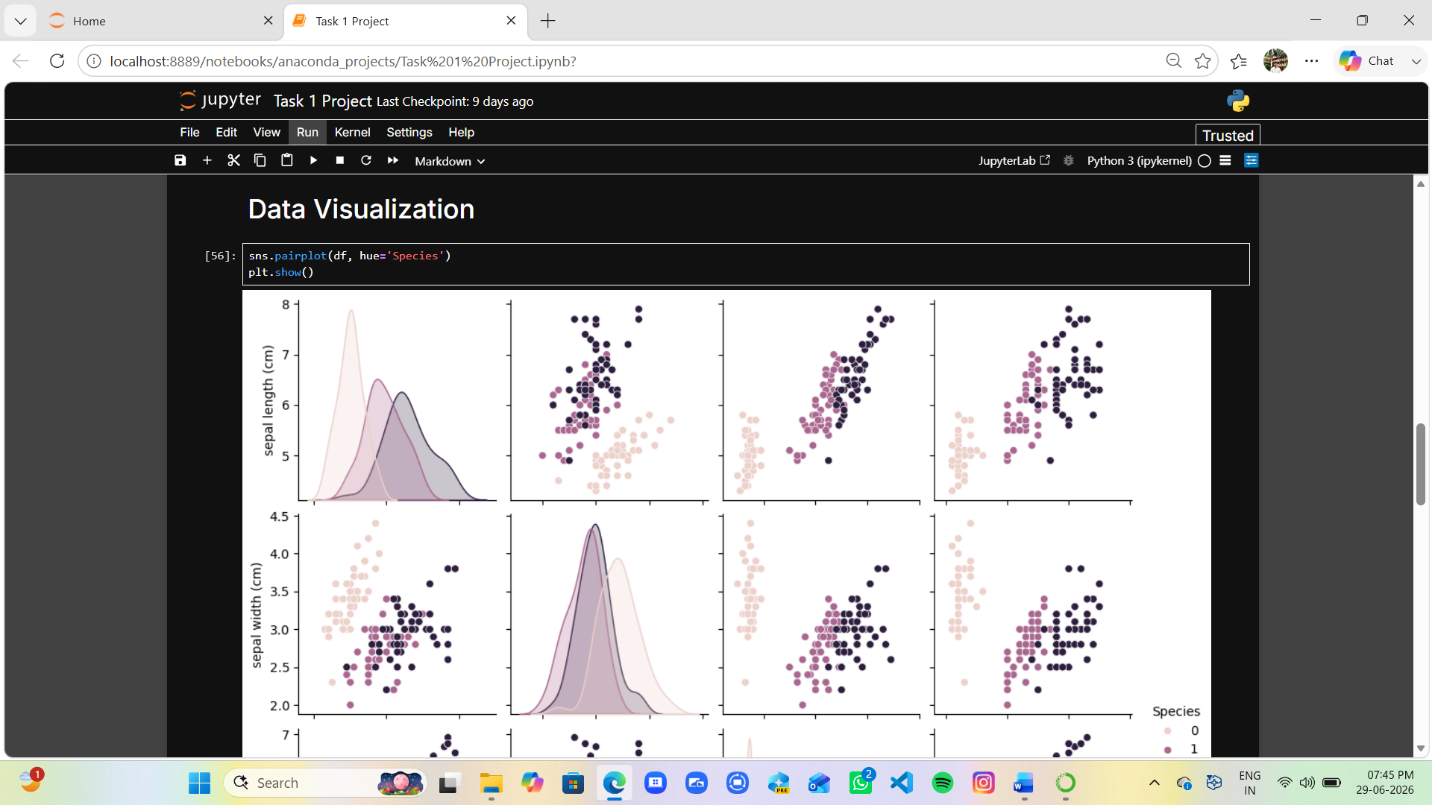 Home
Task 1 Project
localhost:8889/notebooks/anaconda_projects/Task%201%20Project.ipynb?
Chat
jupyter Task 1 Project Last Checkpoint: 9 days ago
File Edit View Run Kernel Settings Help
Trusted
Markdown
JupyterLab
Python 3 (ipykernel)
Data Visualization
[56]: sns.pairplot(df, hue='Species')
plt.show()
8
7
6
5
sepal length (cm)
4.5
4.0
3.5
3.0
2.5
2.0
sepal width (cm)
7
Species
0
1
1
Search
PRE
2
ENG
IN
07:45 PM
29-06-2026